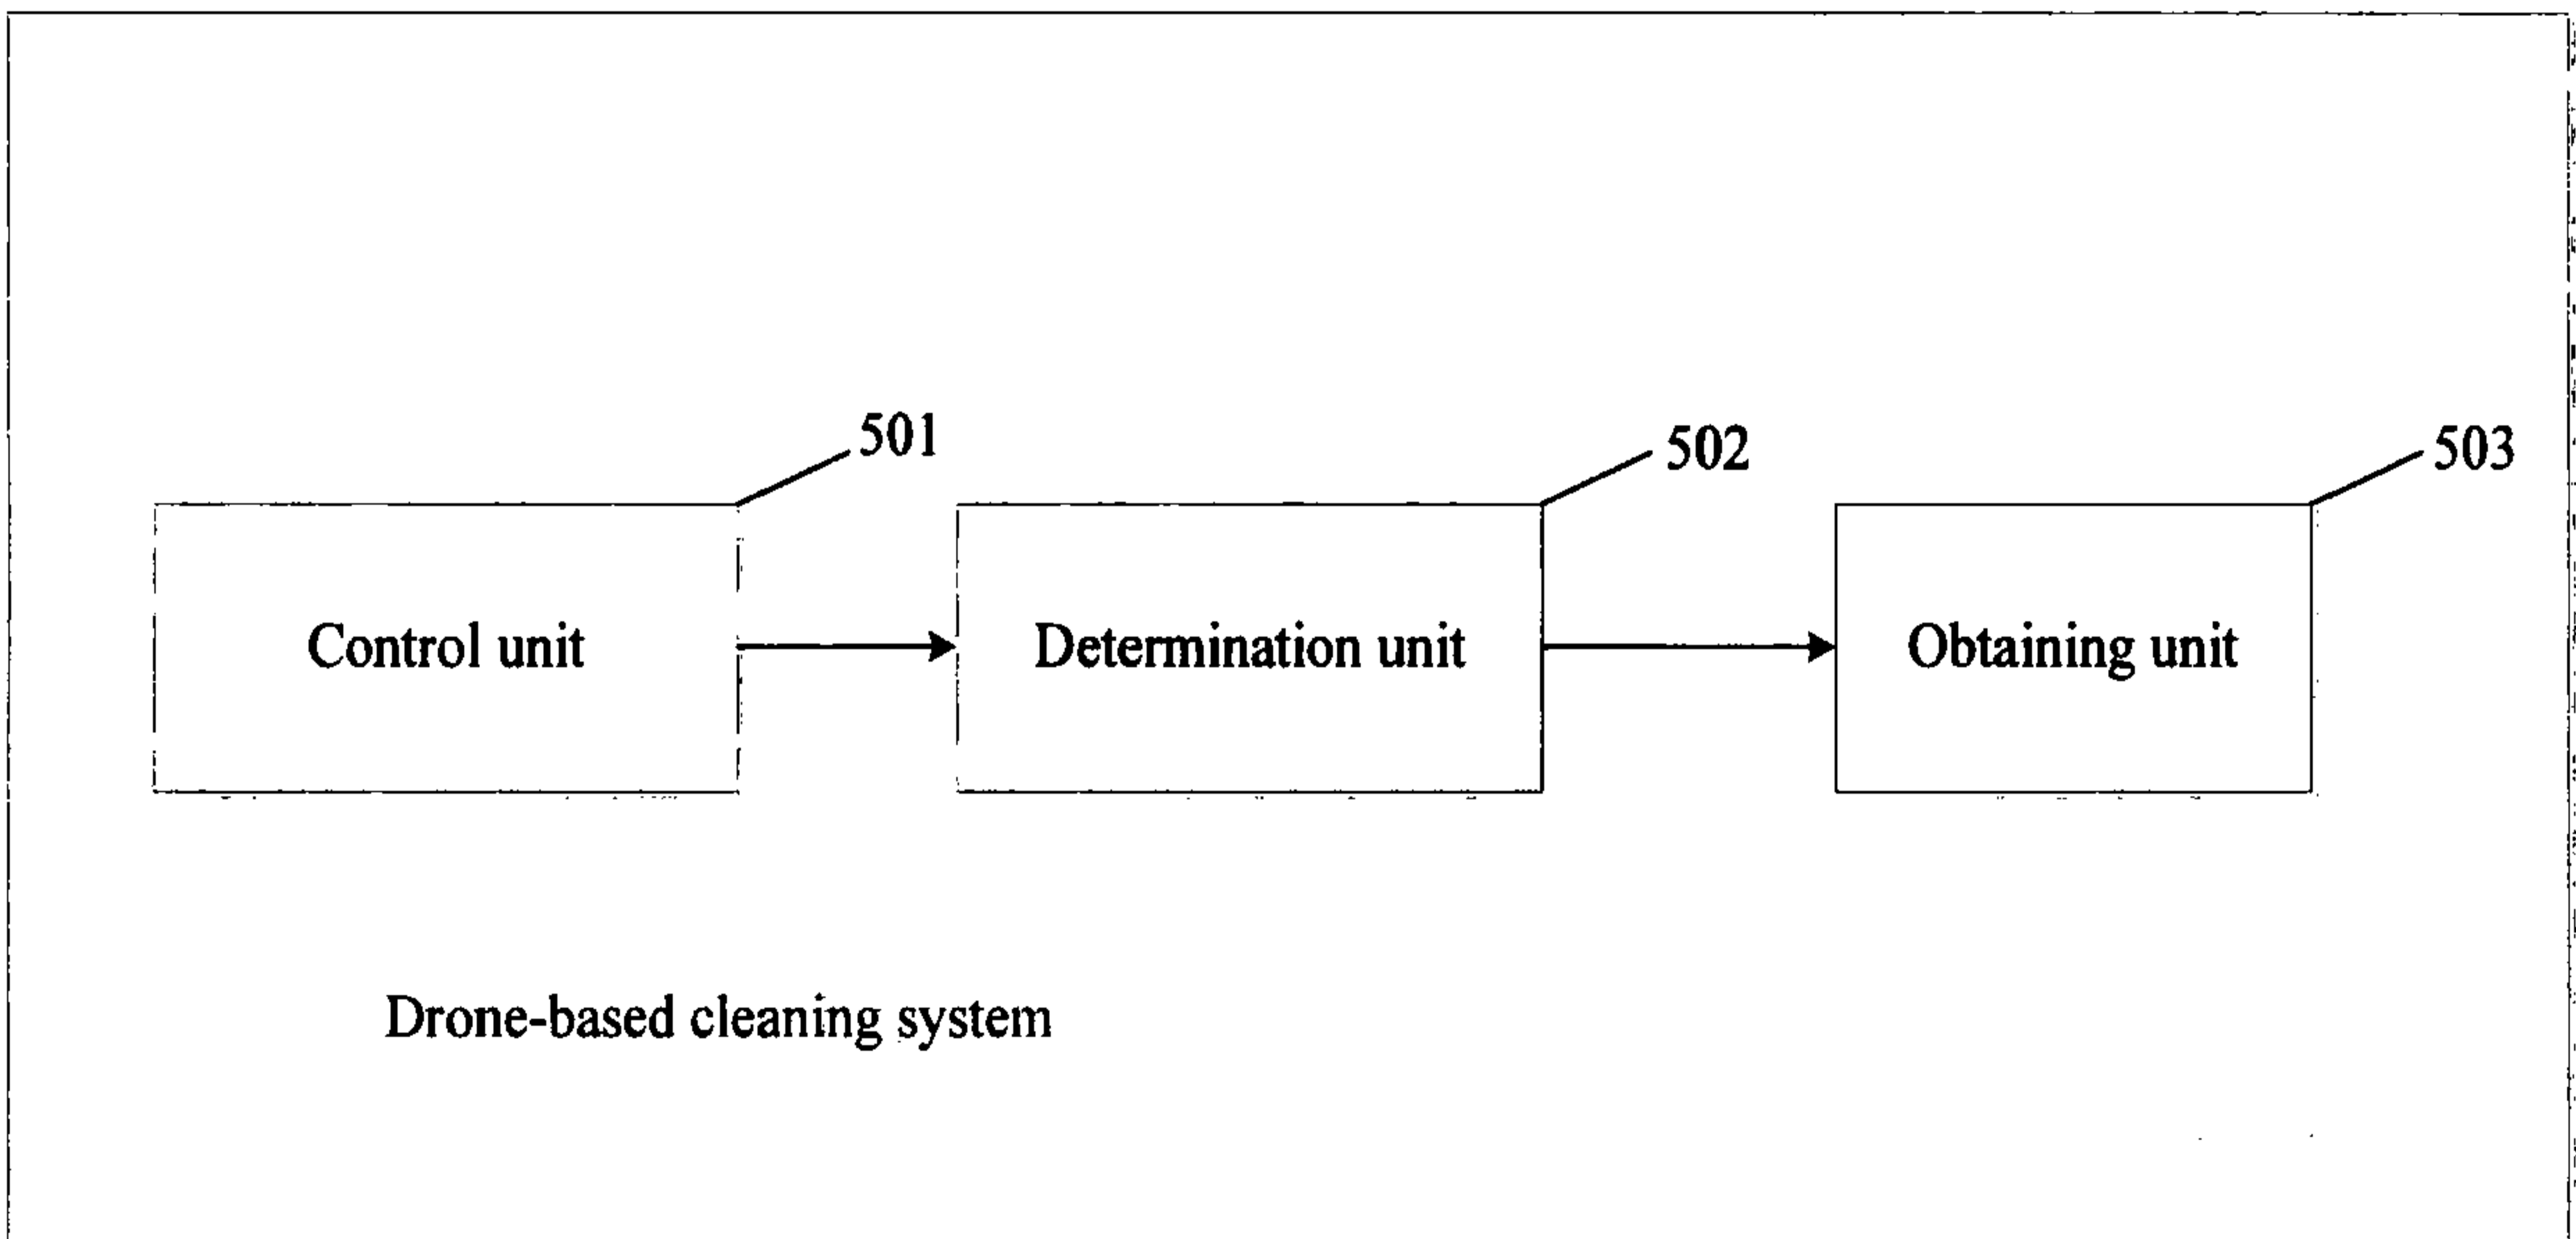 501
502
503
Control unit
Determination unit
Obtaining unit
Drone-based cleaning system